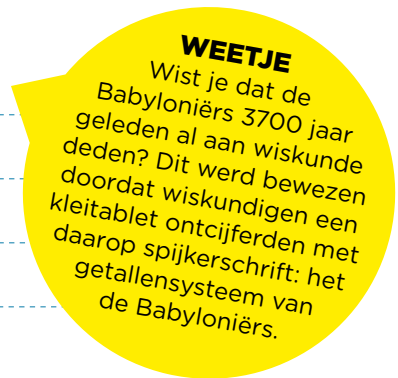 WEETJE
Wist je dat de
Babyloniërs 3700 jaar
geleden al aan wiskunde
deden? Dit werd bewezen
doordat wiskundigen een
kleitablet ontcijferden met
daarop spijkerschrift: het
getallensysteem van
de Babyloniërs.